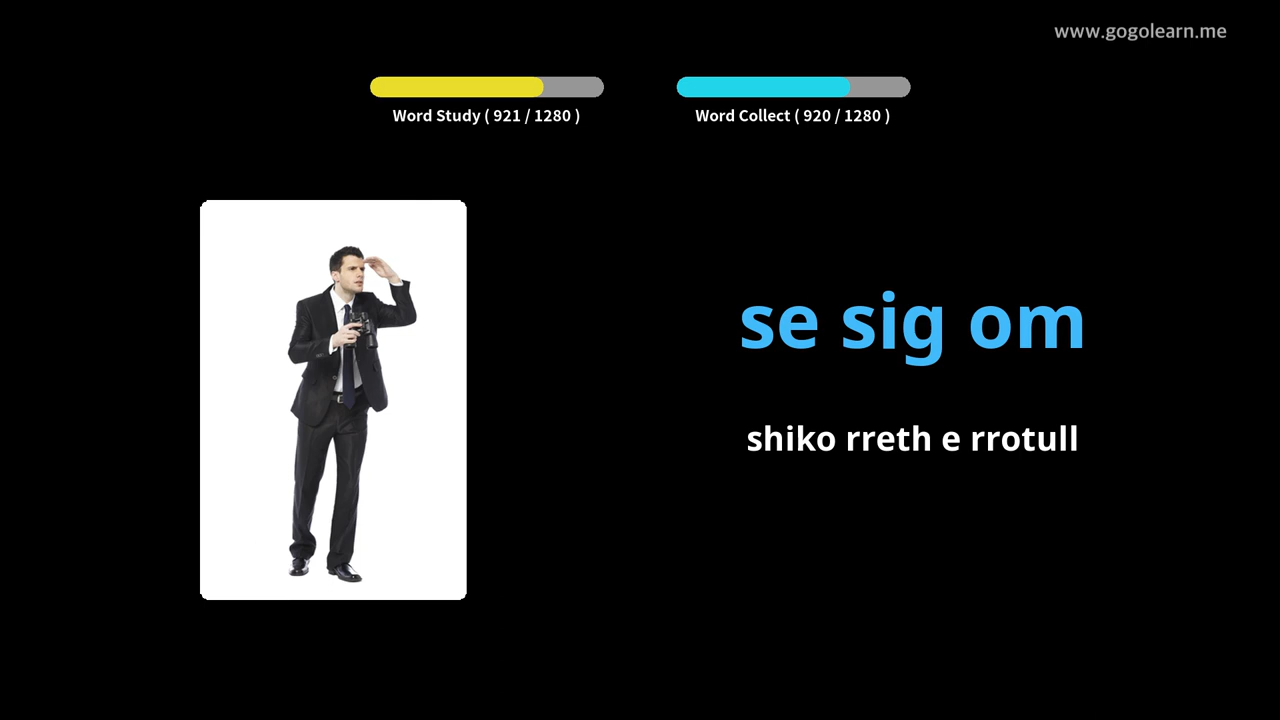 www.gogolearn.me
Word Study ( 921 / 1280 )
Word Collect ( 920 / 1280 )
se sig om
shiko rreth e rrotull